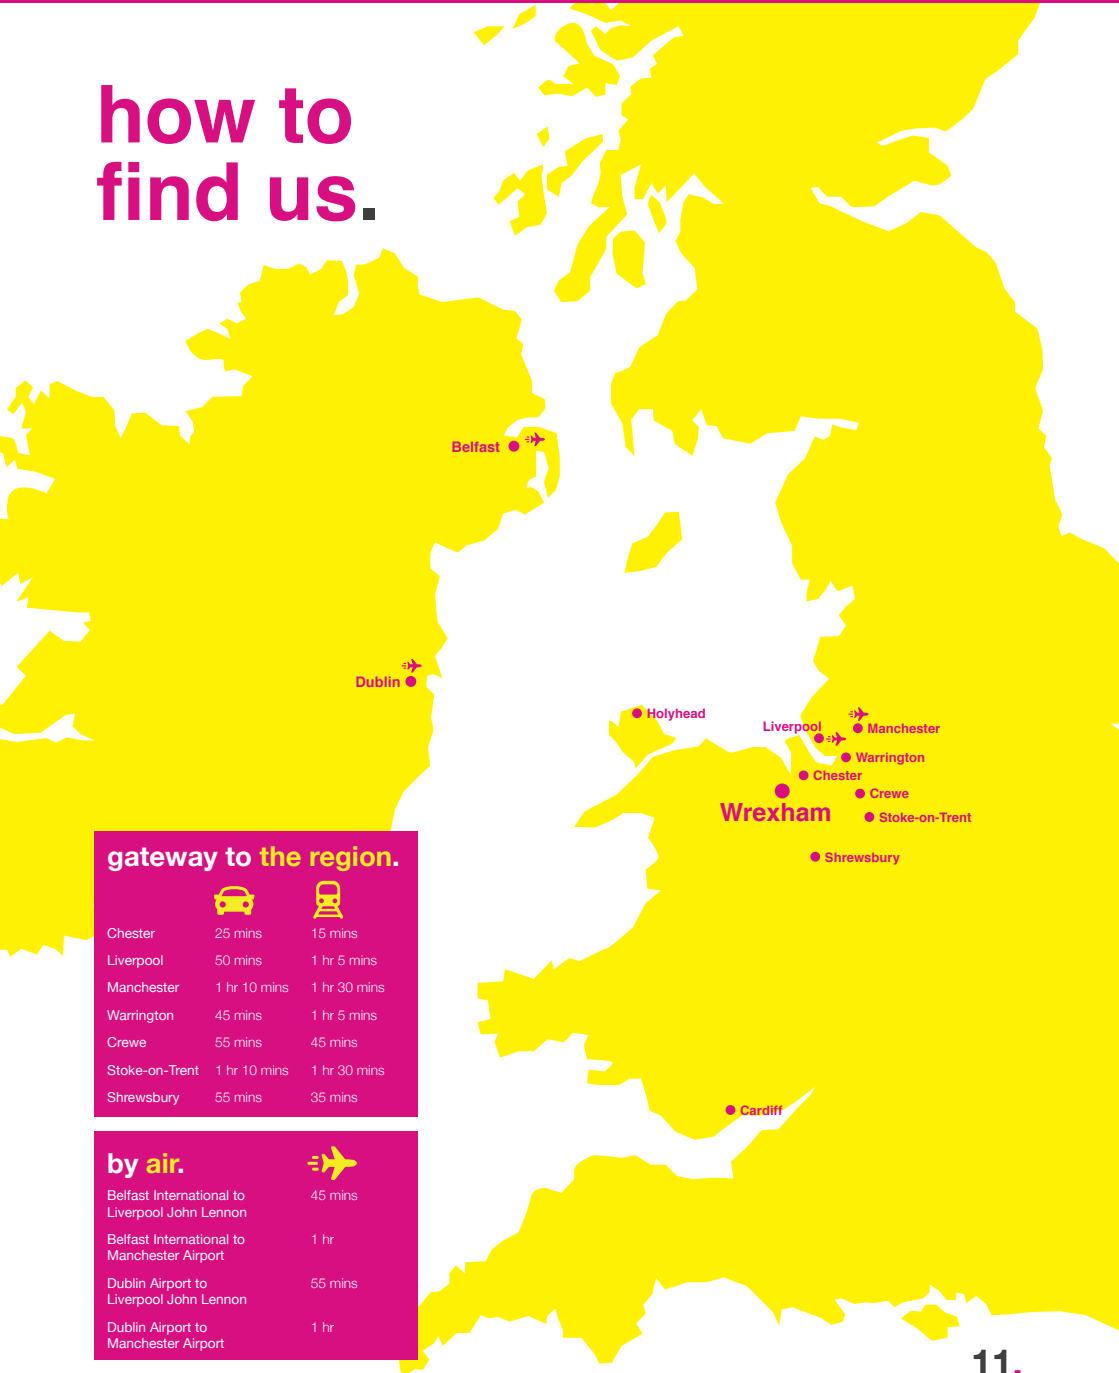 how to
find us.
Belfast
Dublin
Holyhead
Liverpool
Manchester
Warrington
Chester
Crewe
Wrexham
Stoke-on-Trent
Shrewsbury
Cardiff
gateway to the region.
Chester 25 mins 15 mins
Liverpool 50 mins 1 hr 5 mins
Manchester 1 hr 10 mins 1 hr 30 mins
Warrington 45 mins 1 hr 5 mins
Crewe 55 mins 45 mins
Stoke-on-Trent 1 hr 10 mins 1 hr 30 mins
Shrewsbury 55 mins 35 mins
by air.
Belfast International to 45 mins
Liverpool John Lennon
Belfast International to 1 hr
Manchester Airport
Dublin Airport to 55 mins
Liverpool John Lennon
Dublin Airport to 1 hr
Manchester Airport
11.